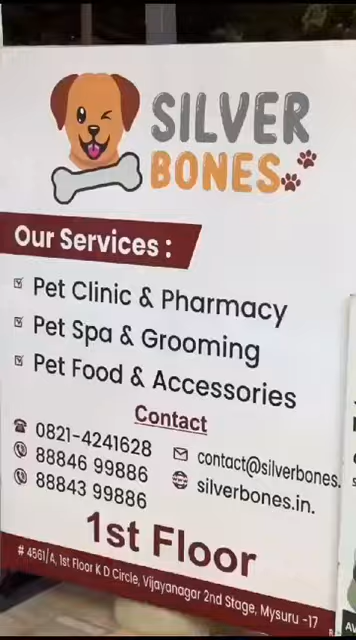 SILVER
BONES
Our Services :
Pet Clinic & Pharmacy
Pet Spa & Grooming
Pet Food & Accessories
Contact
0821-4241628
88846 99886
88843 99886
contact@silverbones.
silverbones.in.
1st Floor
# 4561/A, 1st Floor K D Circle, Vijayanagar 2nd Stage, Mysuru -17